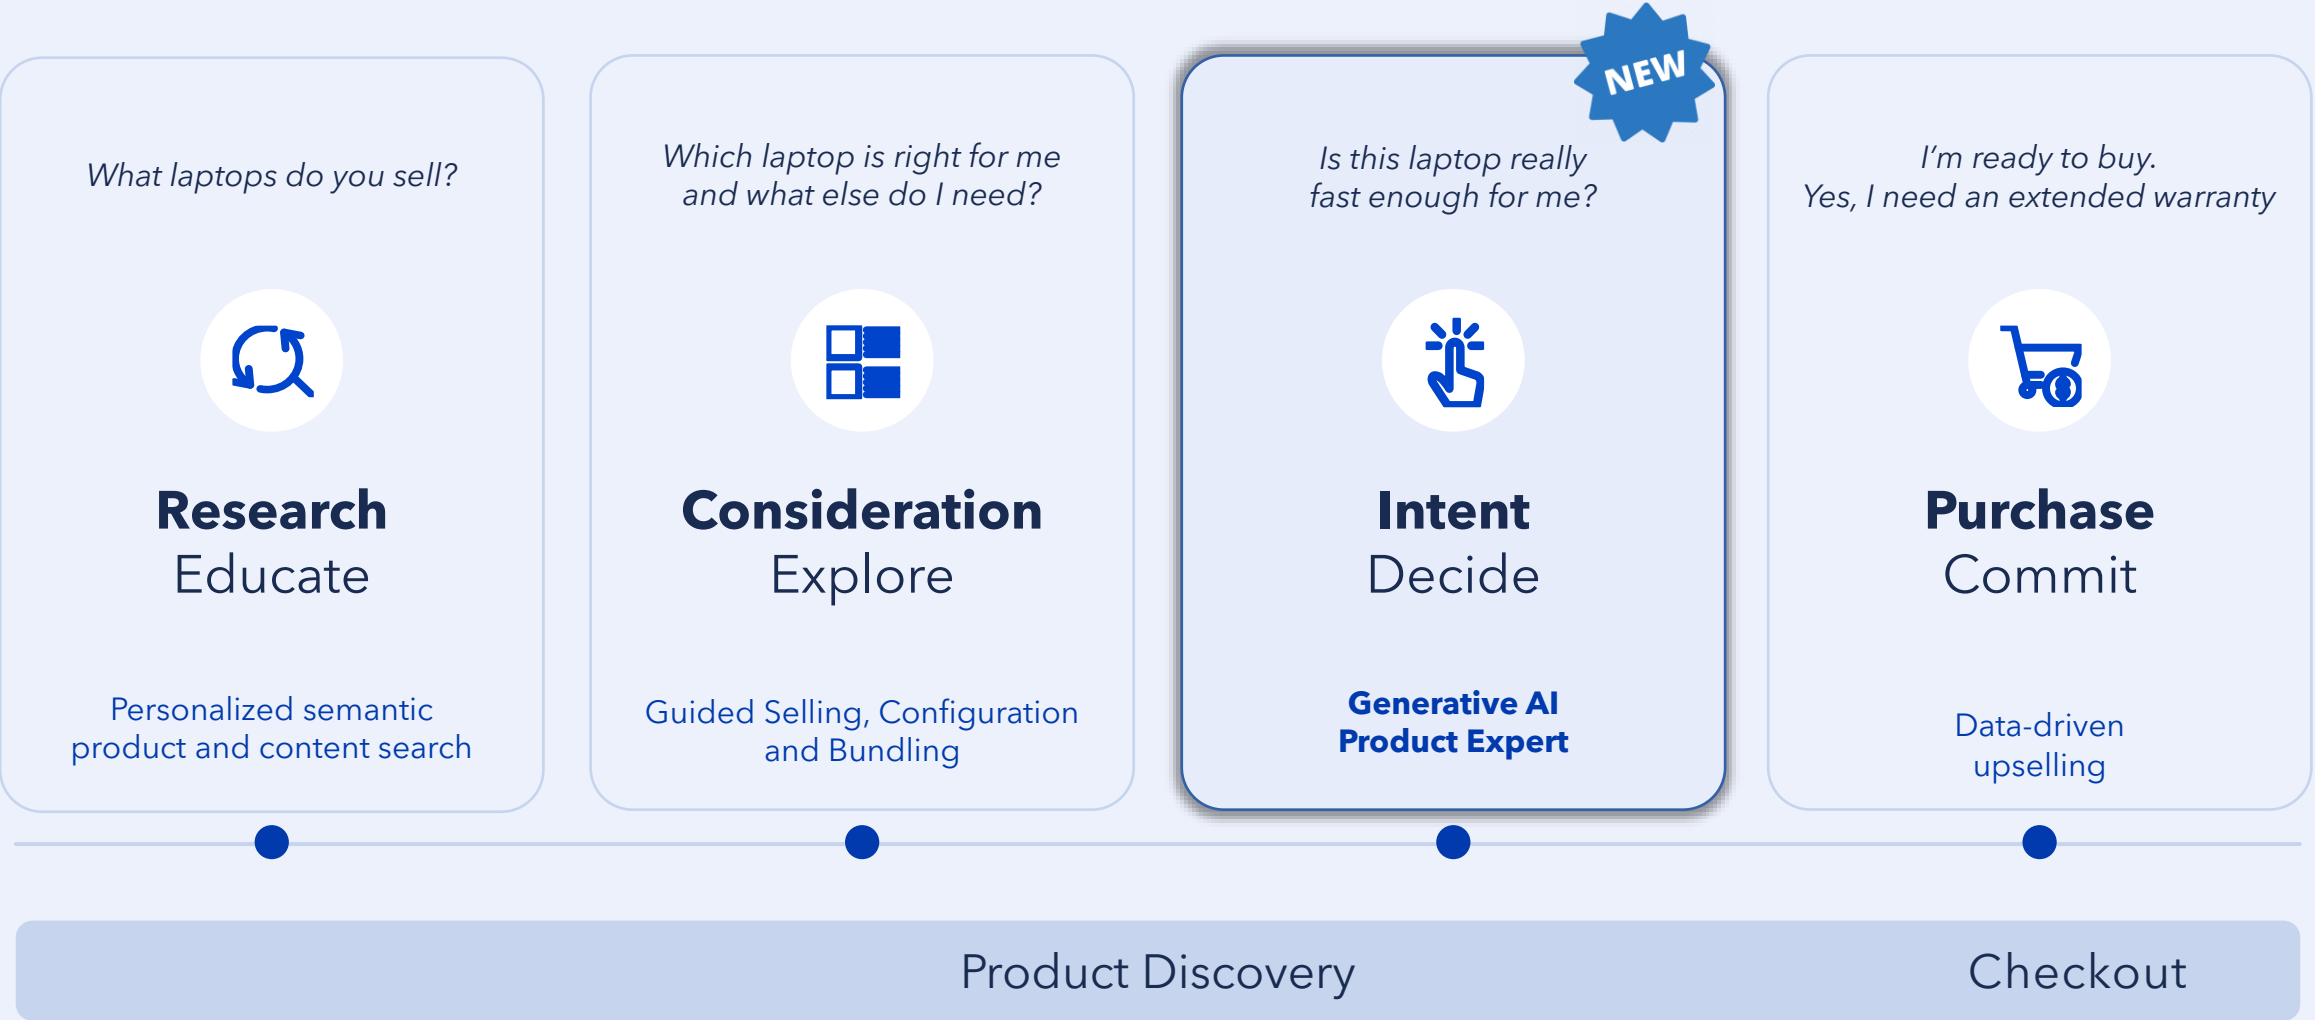 What laptops do you sell?
Research
Educate
Personalized semantic
product and content search
Which laptop is right for me
and what else do I need?
Consideration
Explore
Guided Selling, Configuration
and Bundling
NEW
Is this laptop really
fast enough for me?
Intent
Decide
Generative AI
Product Expert
I’m ready to buy.
Yes, I need an extended warranty
Purchase
Commit
Data-driven
upselling
Product Discovery
Checkout